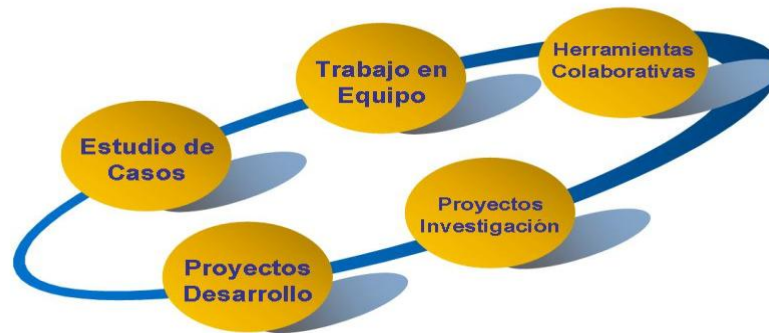 Herramientas
Colaborativas
Trabajo en
Equipo
Estudio de
Casos
Proyectos
Investigación
Proyectos
Desarrollo